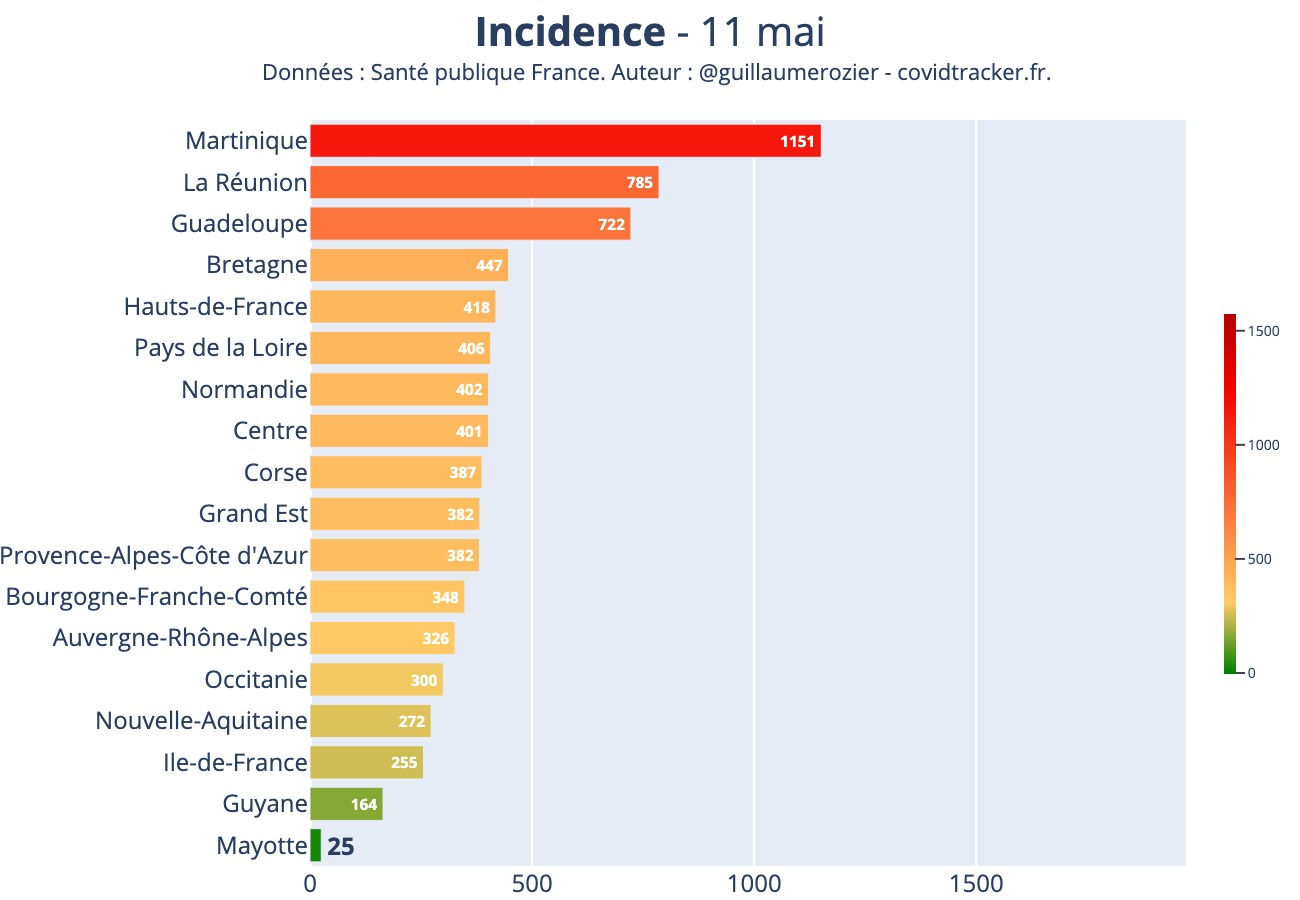 Incidence - 11 mai
Données : Santé publique France. Auteur : @guillaumerozier - covidtracker.fr.
Martinique 1151
La Réunion 785
Guadeloupe 722
Bretagne 447
Hauts-de-France 418
Pays de la Loire 406
Normandie 402
Centre 401
Corse 387
Grand Est 382
Provence-Alpes-Côte d'Azur 382
Bourgogne-Franche-Comté 348
Auvergne-Rhône-Alpes 326
Occitanie 300
Nouvelle-Aquitaine 272
Ile-de-France 255
Guyane 164
Mayotte 25
0 500 1000 1500
1500
1000
500
0